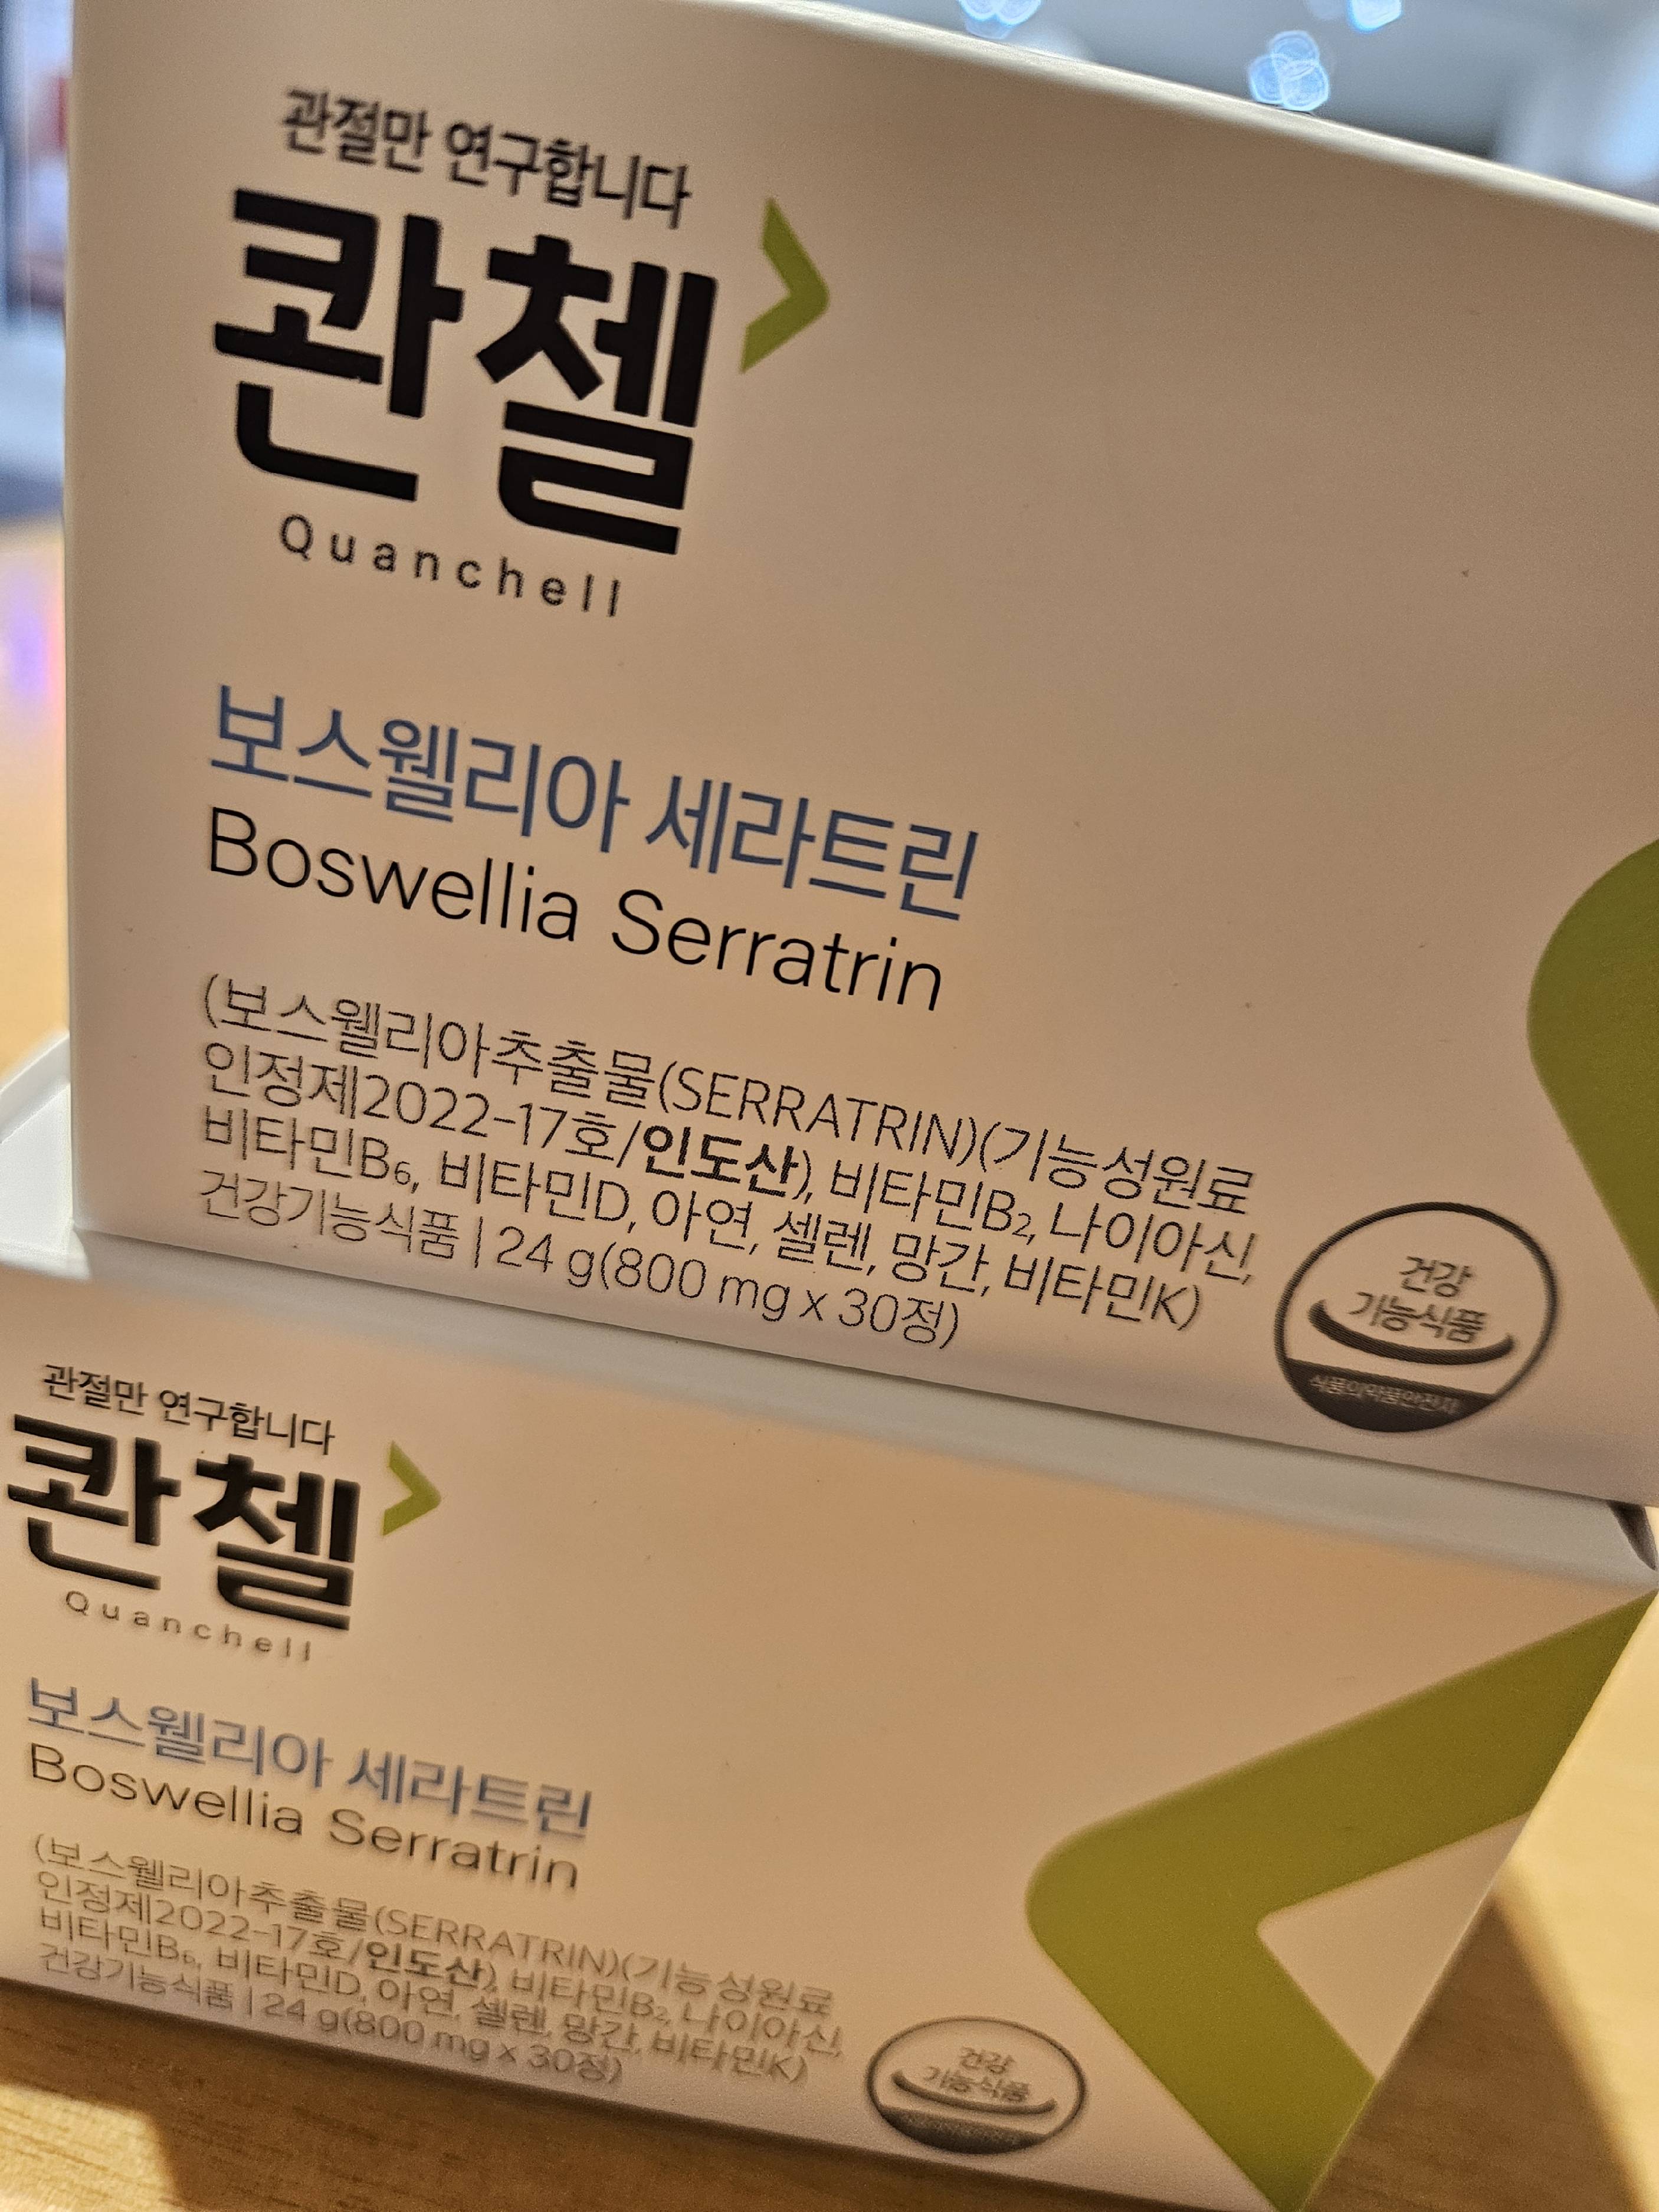 관절만 연구합니다
콴첼
Quanchell
보스웰리아 세라트린
Boswellia Serratrin
(보스웰리아추출물(SERRATRIN)(기능성원료
인정제2022-17호/인도산), 비타민B₂, 나이아신,
비타민B₆, 비타민D, 아연, 셀렌, 망간, 비타민K)
건강기능식품 | 24 g(800 mg x 30정)
건강
기능식품
식품의약품안전처
관절만 연구합니다
콴첼
Quanchell
보스웰리아 세라트린
Boswellia Serratrin
(보스웰리아추출물(SERRATRIN)(기능성원료
인정제2022-17호/인도산), 비타민B₂, 나이아신,
비타민B₆, 비타민D, 아연, 셀렌, 망간, 비타민K)
건강기능식품 | 24 g(800 mg x 30정)
건강
기능식품